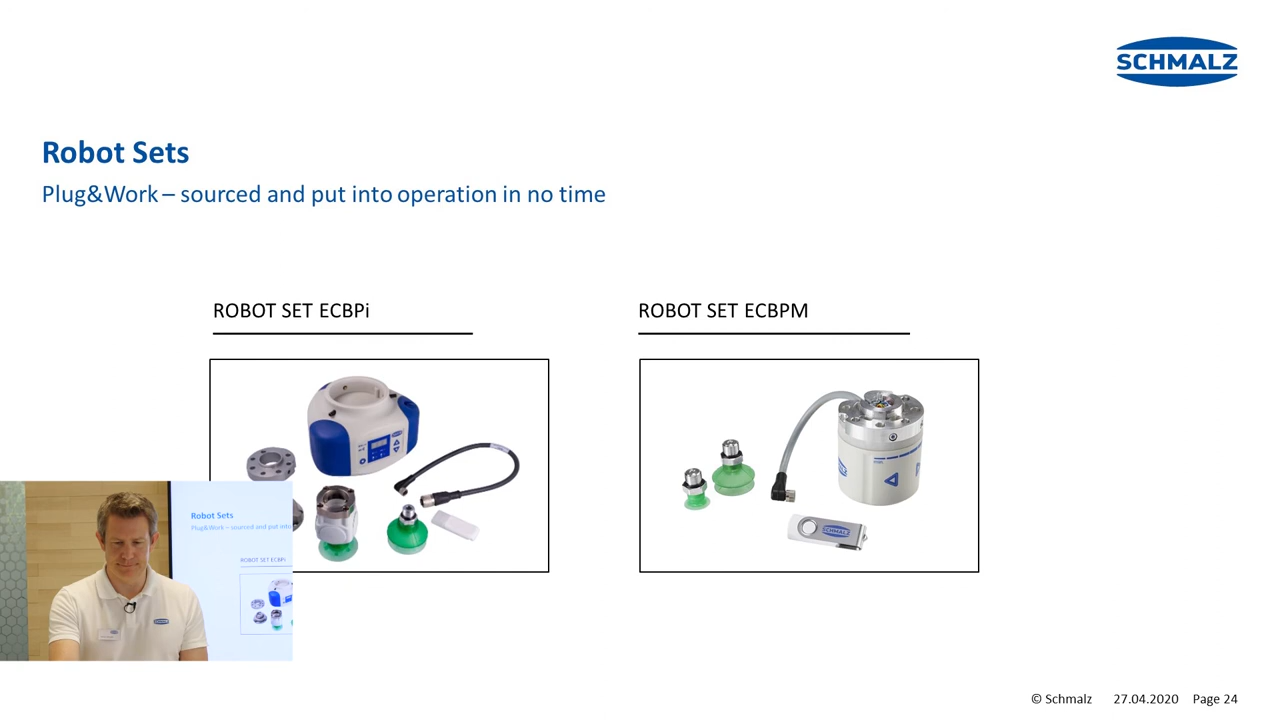 SCHMALZ
Robot Sets
Plug&Work – sourced and put into operation in no time
ROBOT SET ECBPi
ROBOT SET ECBPM
SCHMALZ
Robot Sets
Plug&Work – sourced and put into
ROBOT SET ECBPi
© Schmalz 27.04.2020 Page 24